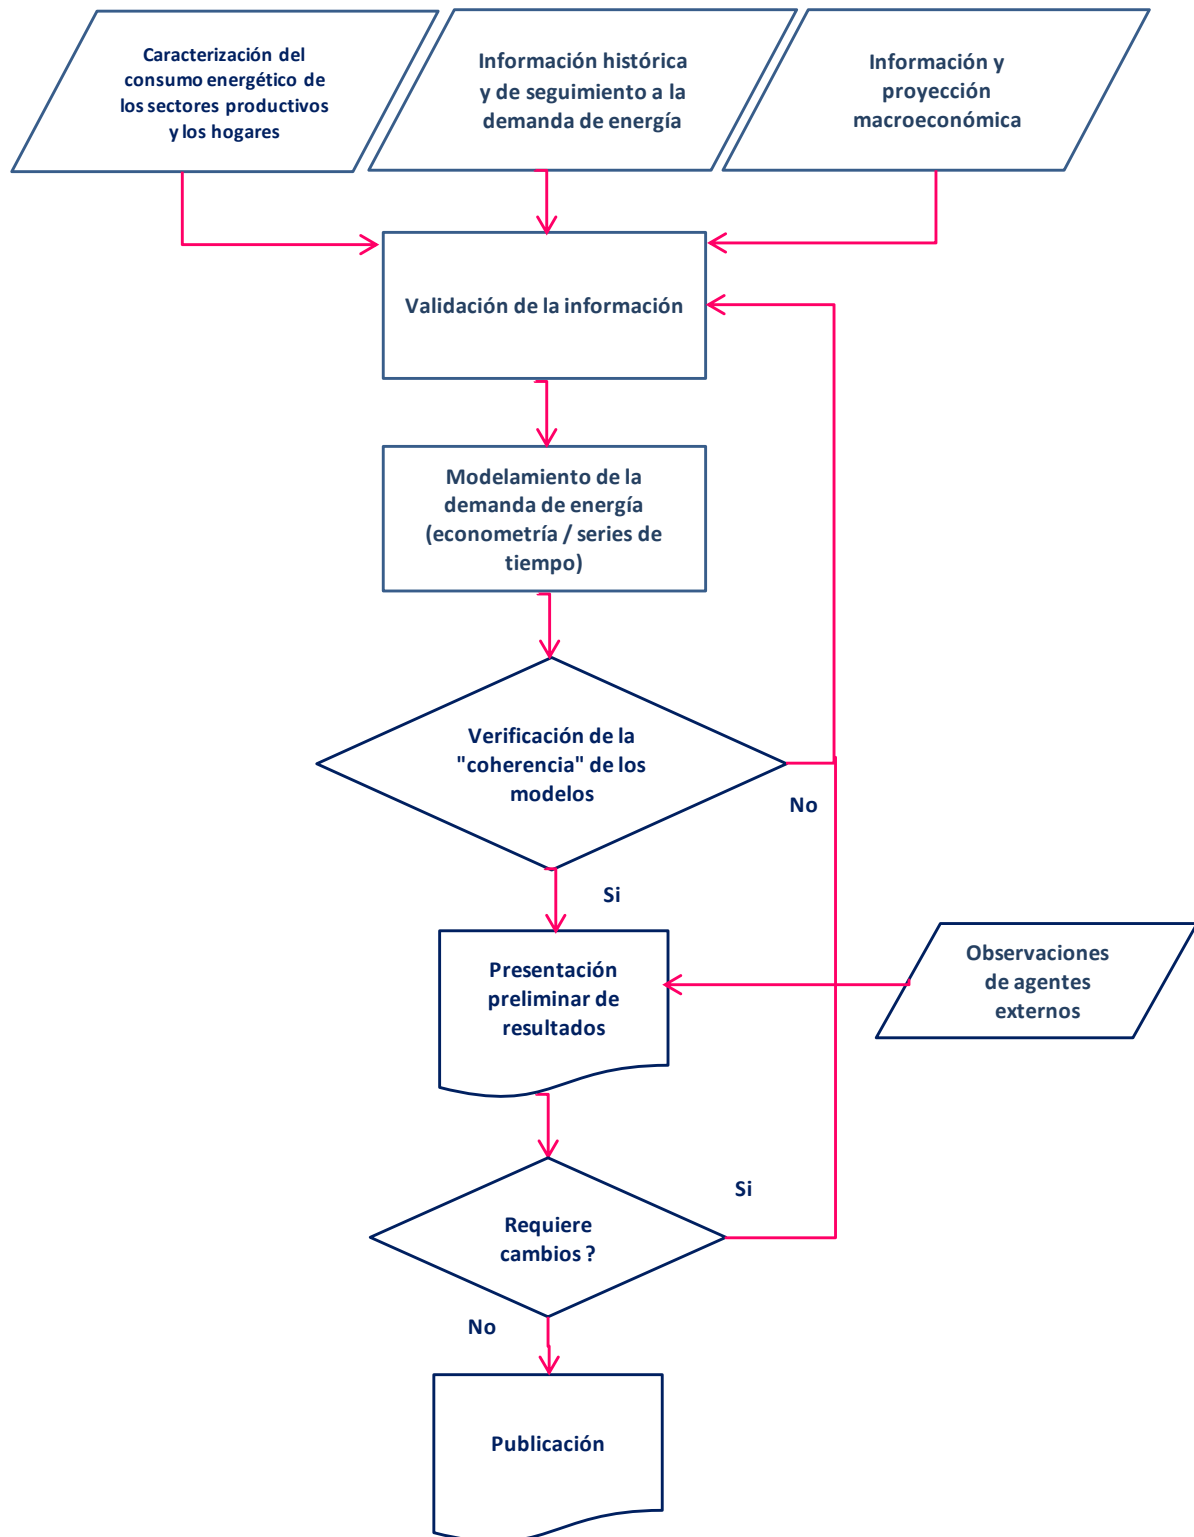 Caracterización del
consumo energético de
los sectores productivos
y los hogares
Información histórica
y de seguimiento a la
demanda de energía
Información y
proyección
macroeconómica
Validación de la información
Modelamiento de la
demanda de energía
(econometría / series de
tiempo)
Verificación de la
"coherencia" de los
modelos
No
Si
Presentación
preliminar de
resultados
Observaciones
de agentes
externos
Si
Requiere
cambios ?
No
Publicación